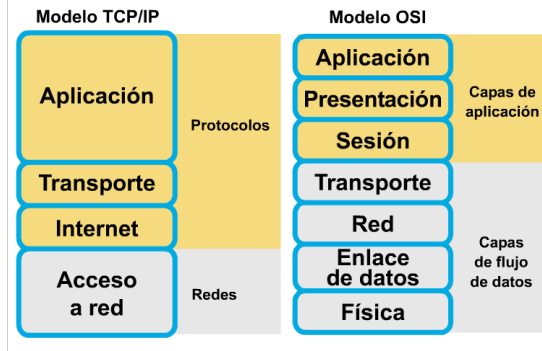 Modelo TCP/IP
Aplicación
Transporte
Internet
Acceso
a red
Protocolos
Redes
Modelo OSI
Aplicación
Presentación
Sesión
Transporte
Red
Enlace
de datos
Física
Capas de
aplicación
Capas
de flujo
de datos